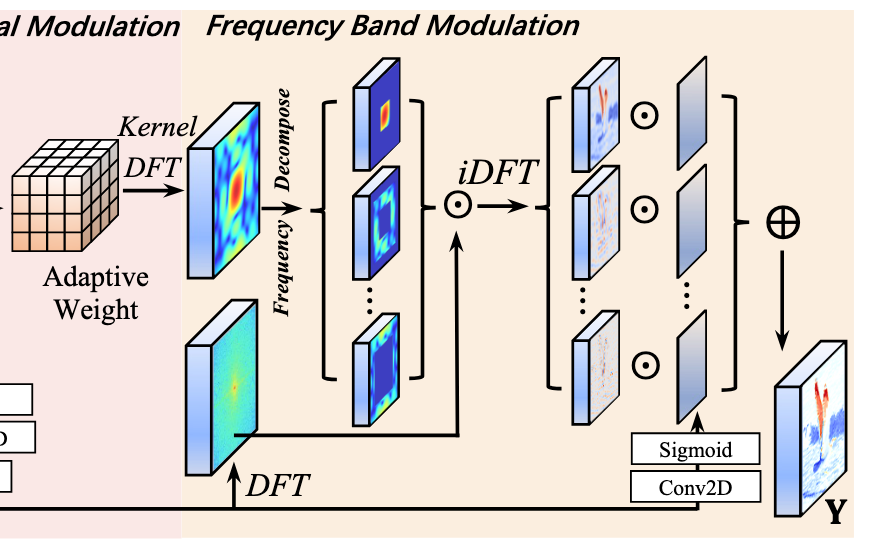 al Modulation
Frequency Band Modulation
Kernel
DFT
Adaptive
Weight
Frequency Decompose
iDFT
DFT
Sigmoid
Conv2D
D
Y